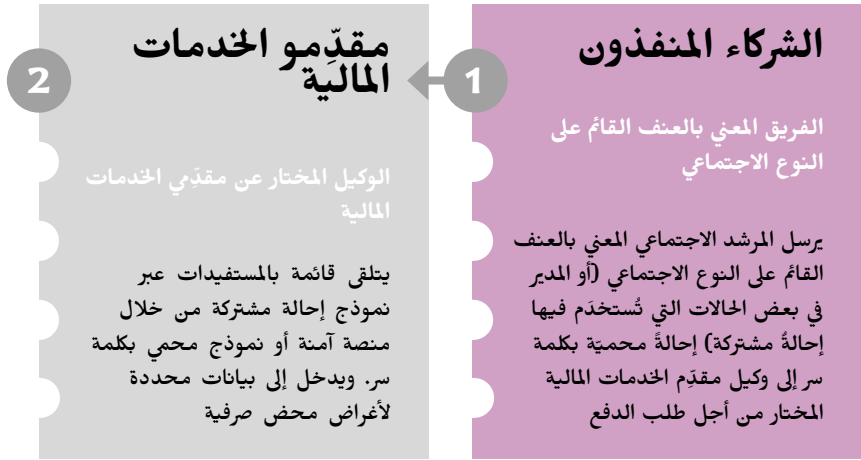 الشركاء المنفذون
1
الفريق المعني بالعنف القائم على
النوع الاجتماعي
يرسل المرشد الاجتماعي المعني بالعنف
القائم على النوع الاجتماعي (أو المدير
في بعض الحالات التي تُستخدَم فيها
إحالةُ مشتركة) إحالةً محميّة بكلمة
سر إلى وكيل مقدِّم الخدمات المالية
المختار من أجل طلب الدفع
مقدِّمو الخدمات
المالية
2
الوكيل المختار عن مقدِّمي الخدمات
المالية
يتلقى قائمة بالمستفيدات عبر
نموذج إحالة مشتركة من خلال
منصة آمنة أو نموذج محمي بكلمة
سر. ويدخل إلى بيانات محددة
لأغراض محض صرفية